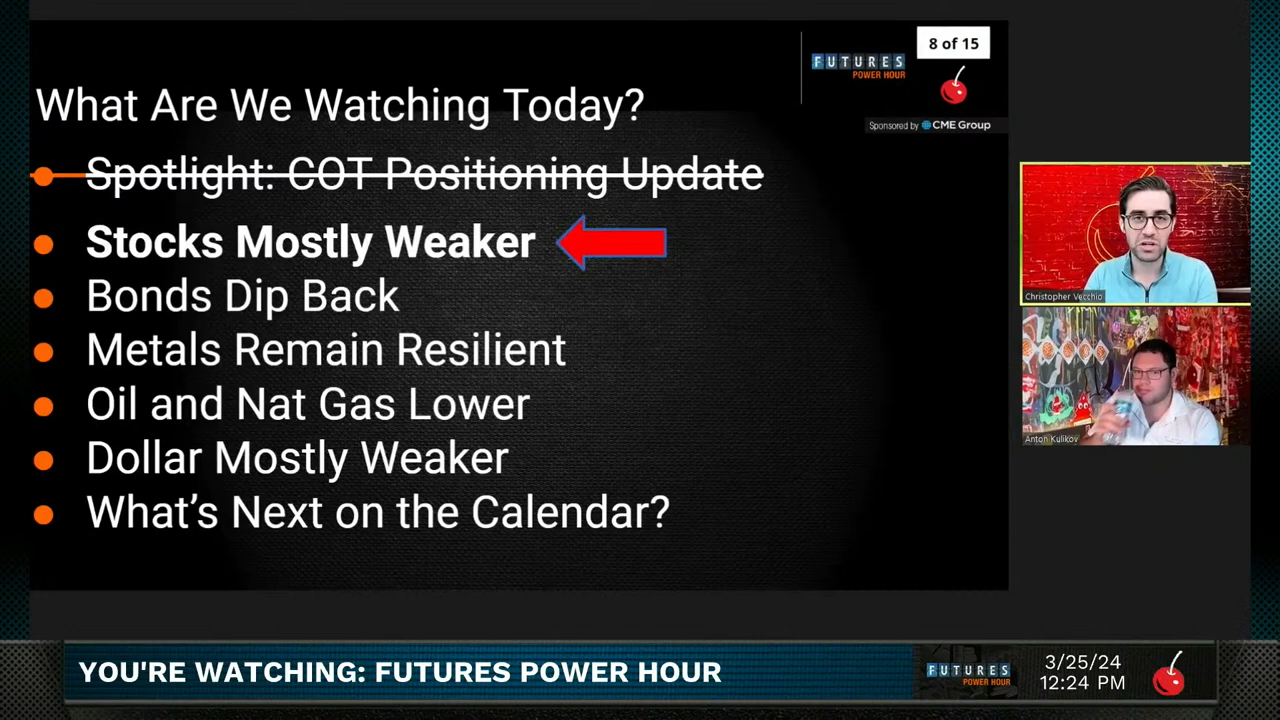 8 of 15
FUTURES
POWER HOUR
Sponsored by CME Group
What Are We Watching Today?
Spotlight: COT Positioning Update
Stocks Mostly Weaker
Bonds Dip Back
Metals Remain Resilient
Oil and Nat Gas Lower
Dollar Mostly Weaker
What's Next on the Calendar?
Christopher Vecchio
Anton Kulikov
YOU'RE WATCHING: FUTURES POWER HOUR
FUTURES
POWER HOUR
3/25/24
12:24 PM